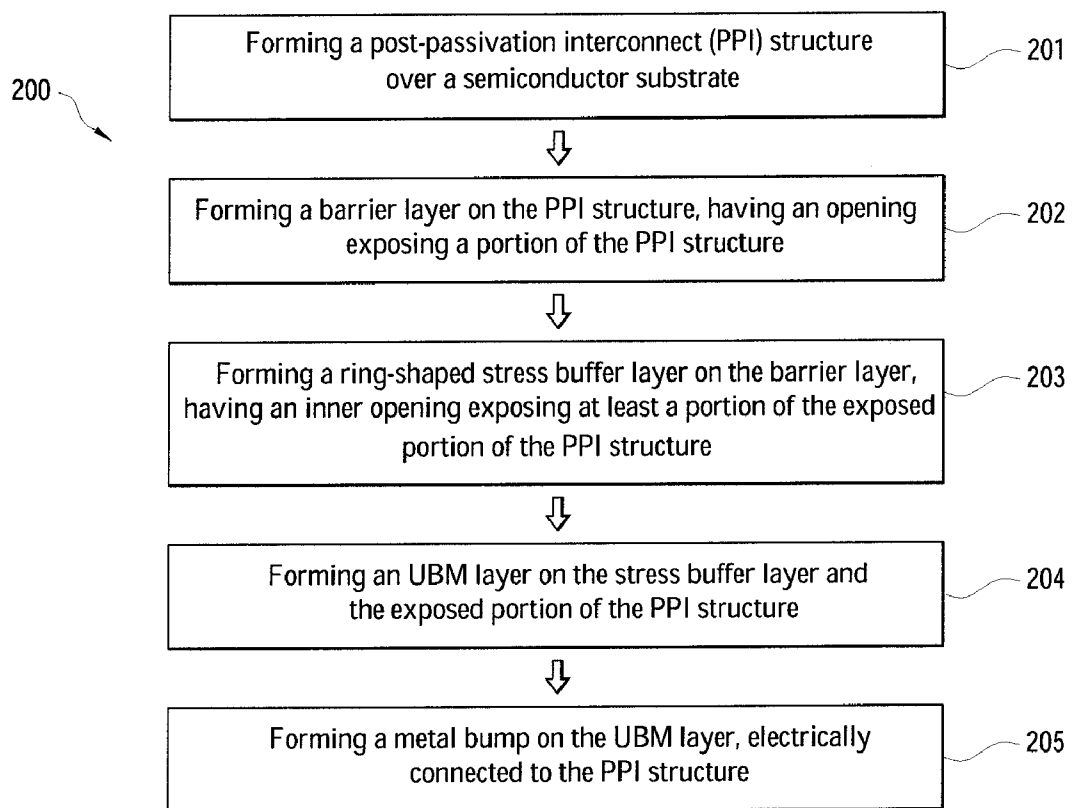 Forming a post-passivation interconnect (PPI) structure
over a semiconductor substrate
201
200
Forming a barrier layer on the PPI structure, having an opening
exposing a portion of the PPI structure
202
Forming a ring-shaped stress buffer layer on the barrier layer,
having an inner opening exposing at least a portion of the exposed
portion of the PPI structure
203
Forming an UBM layer on the stress buffer layer and
the exposed portion of the PPI structure
204
Forming a metal bump on the UBM layer, electrically
connected to the PPI structure
205